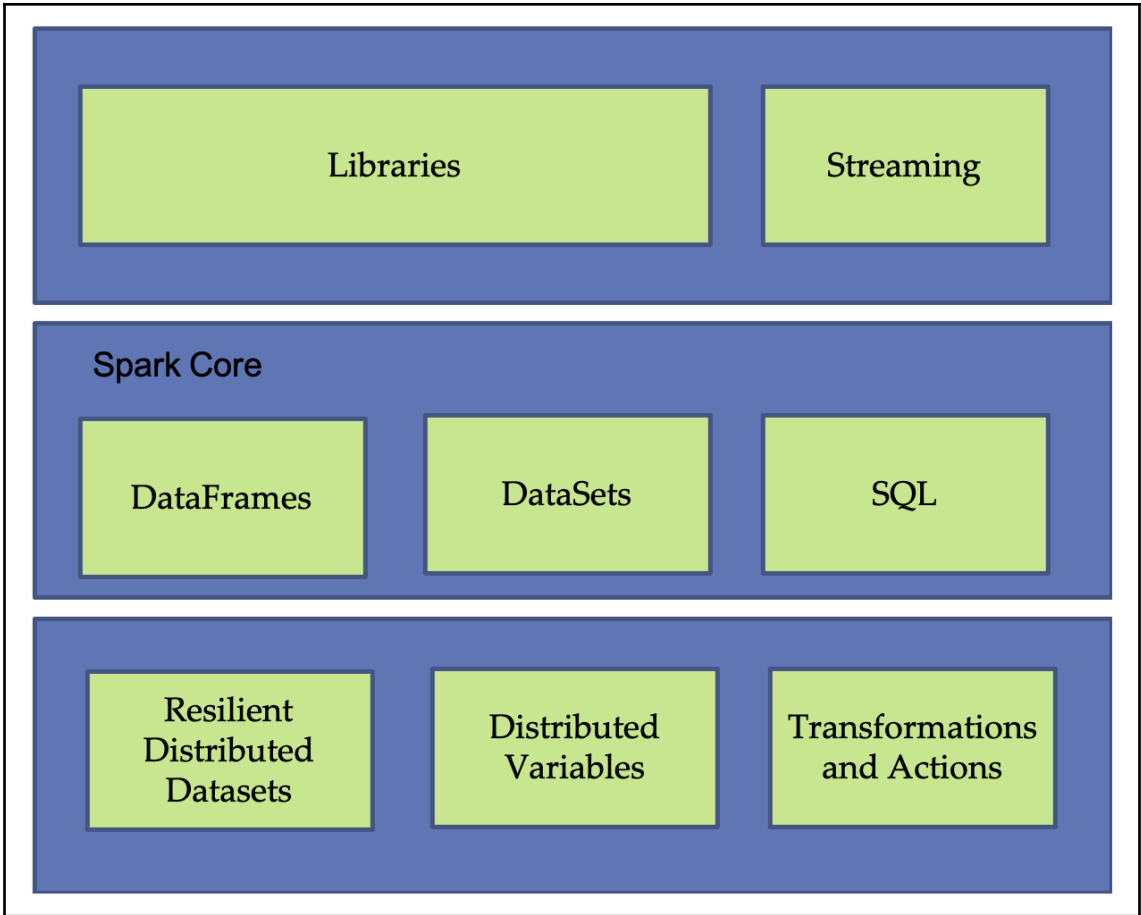 Libraries
Streaming
Spark Core
DataFrames
DataSets
SQL
Resilient
Distributed
Datasets
Distributed
Variables
Transformations
and Actions